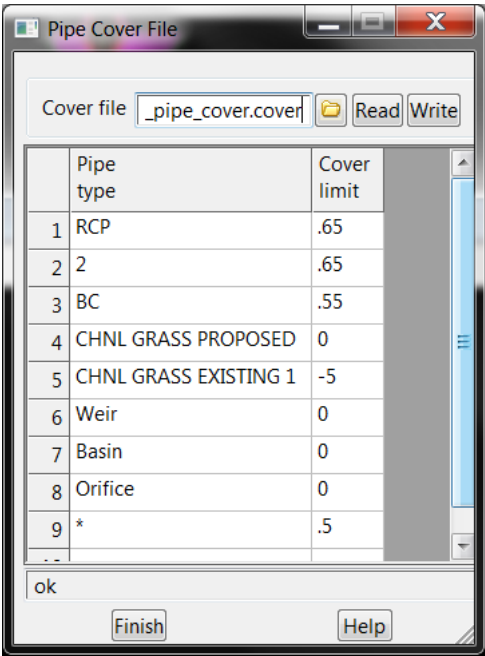 Pipe Cover File
Cover file _pipe_cover.cover Read Write
Pipe type Cover limit
1 RCP .65
2 2 .65
3 BC .55
4 CHNL GRASS PROPOSED 0
5 CHNL GRASS EXISTING 1 -5
6 Weir 0
7 Basin 0
8 Orifice 0
9 * .5
ok
Finish Help